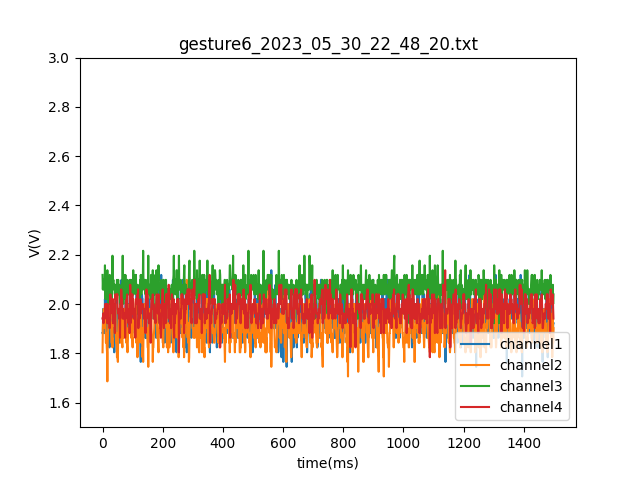 gesture6_2023_05_30_22_48_20.txt
V(V)
3.0
2.8
2.6
2.4
2.2
2.0
1.8
1.6
channel1
channel2
channel3
channel4
0 200 400 600 800 1000 1200 1400
time(ms)